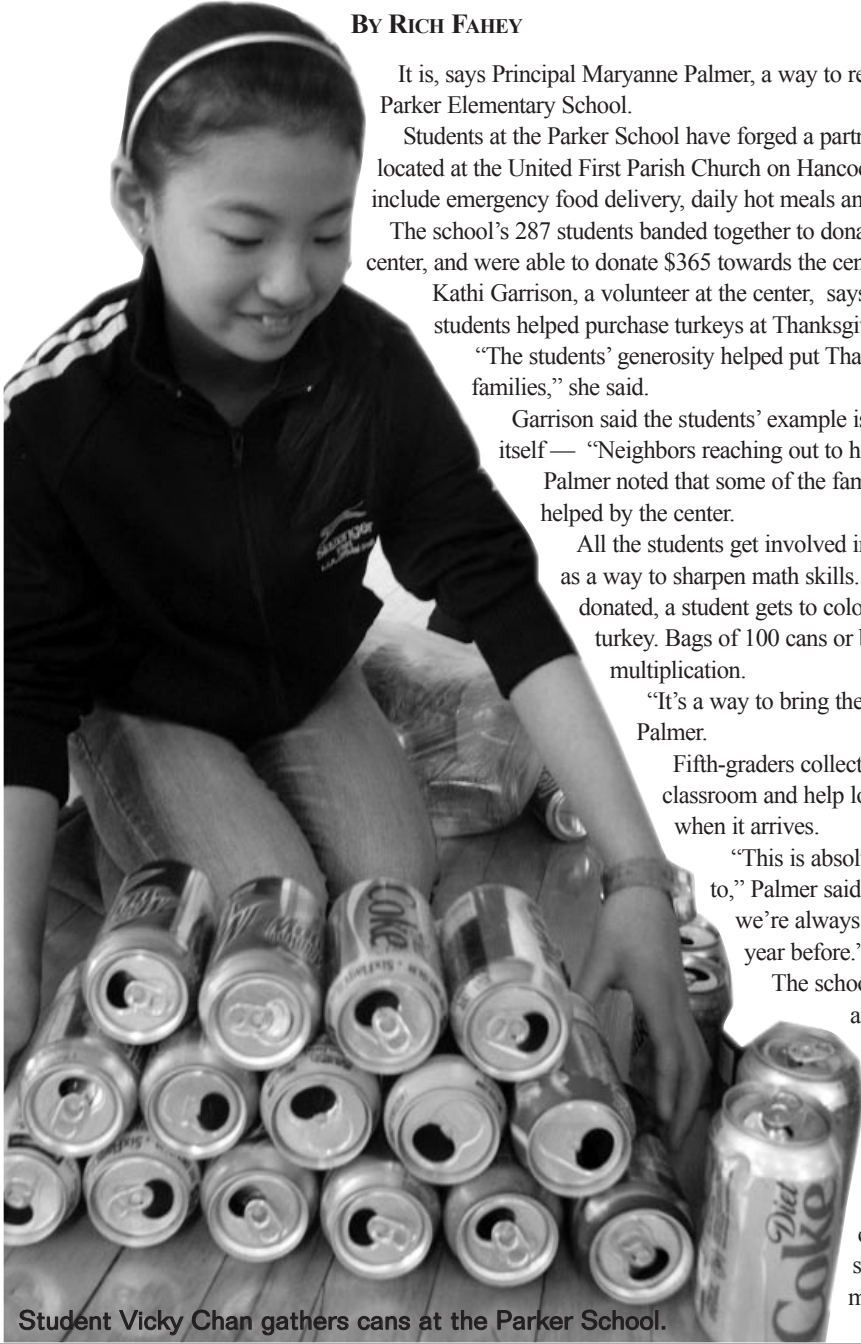 BY RICH FAHEY
It is, says Principal Maryanne Palmer, a way to re
Parker Elementary School.
Students at the Parker School have forged a partn
located at the United First Parish Church on Hancoc
include emergency food delivery, daily hot meals an
The school's 287 students banded together to dona
center, and were able to donate $365 towards the cen
Kathi Garrison, a volunteer at the center, says
students helped purchase turkeys at Thanksgi
“The students' generosity helped put Tha
families,” she said.
Garrison said the students' example is
itself — “Neighbors reaching out to h
Palmer noted that some of the fam
helped by the center.
All the students get involved in
as a way to sharpen math skills.
donated, a student gets to colo
turkey. Bags of 100 cans or b
multiplication.
“It's a way to bring the
Palmer.
Fifth-graders collect
classroom and help lo
when it arrives.
“This is absolu
to,” Palmer said
we're always
year before.”
The schoo
a
Coke
Diet
Coke
c
s
m
Student Vicky Chan gathers cans at the Parker School.